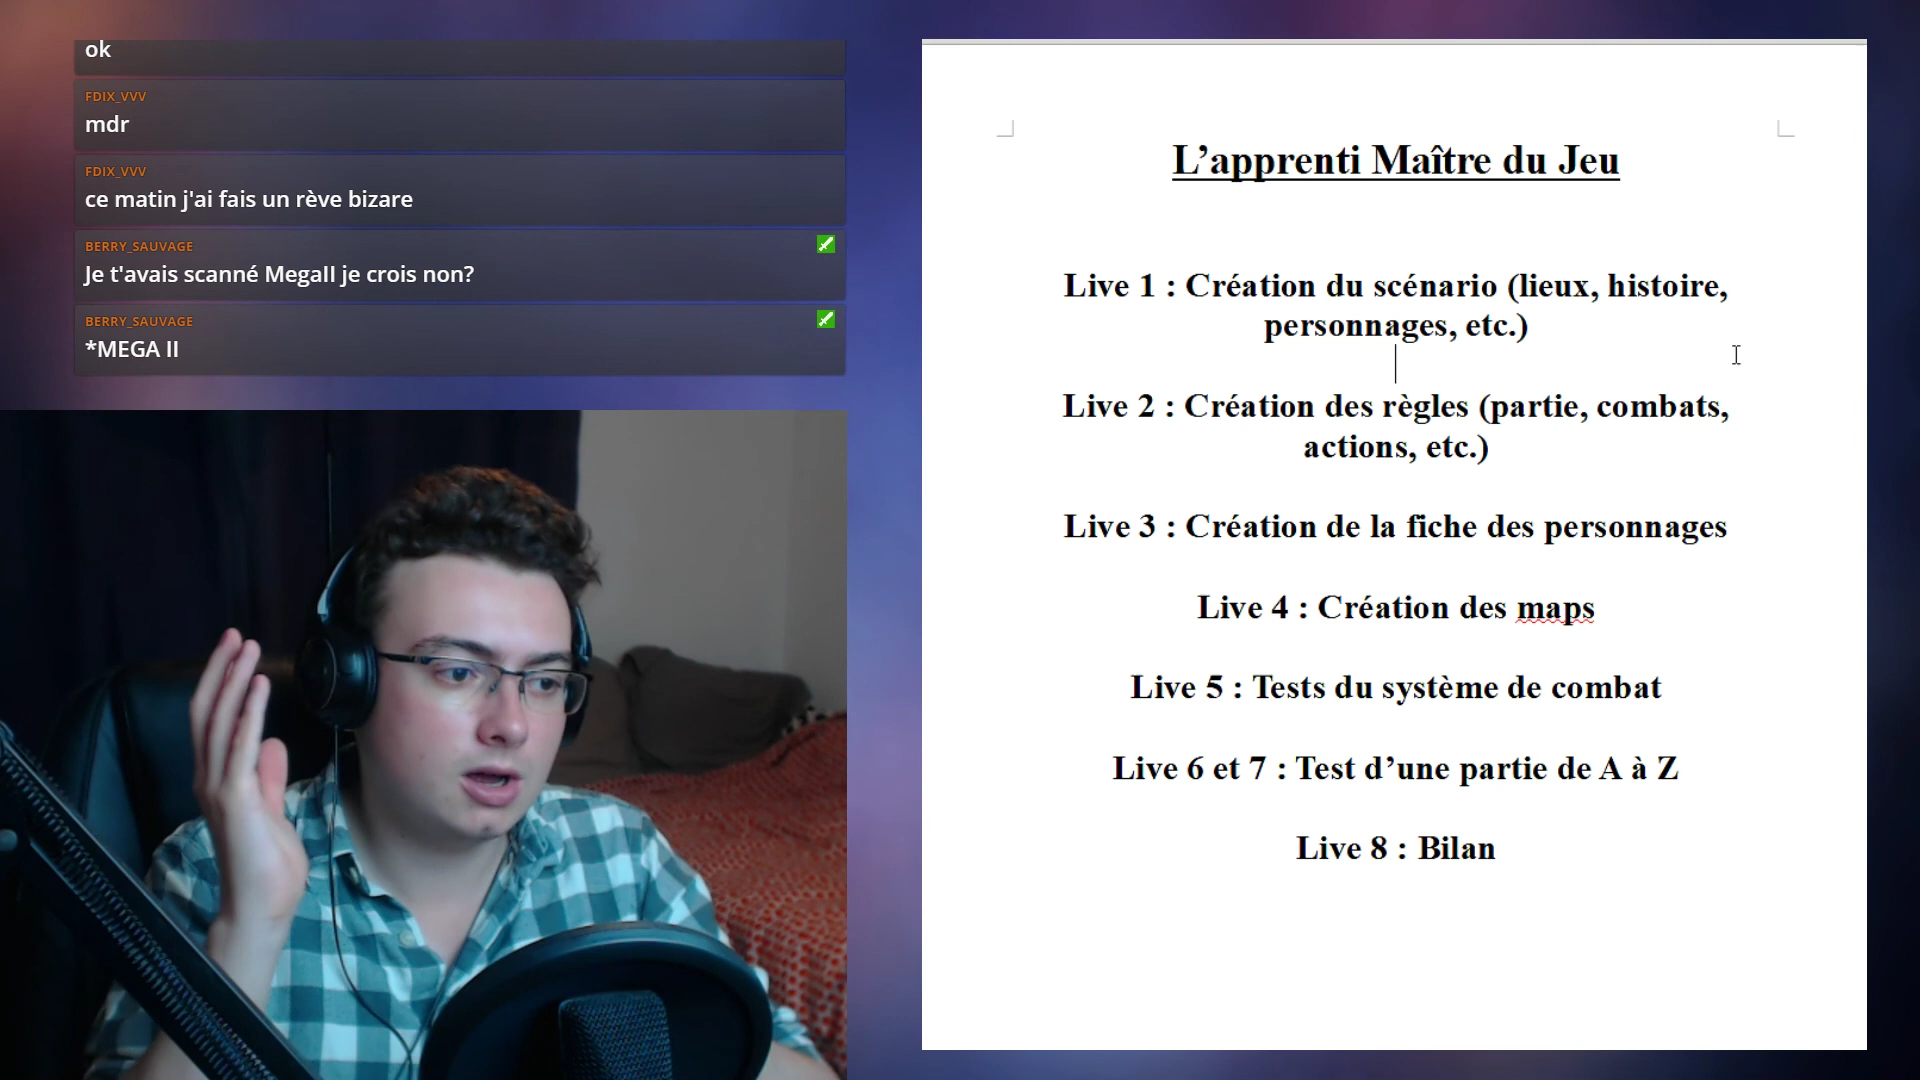 ok
FDIX_VVV
mdr
FDIX_VVV
ce matin j'ai fais un rève bizare
BERRY_SAUVAGE
Je t'avais scanné MegaII je crois non?
BERRY_SAUVAGE
*MEGA II
L’apprenti Maître du Jeu
Live 1 : Création du scénario (lieux, histoire,
personnages, etc.)
Live 2 : Création des règles (partie, combats,
actions, etc.)
Live 3 : Création de la fiche des personnages
Live 4 : Création des maps
Live 5 : Tests du système de combat
Live 6 et 7 : Test d’une partie de A à Z
Live 8 : Bilan